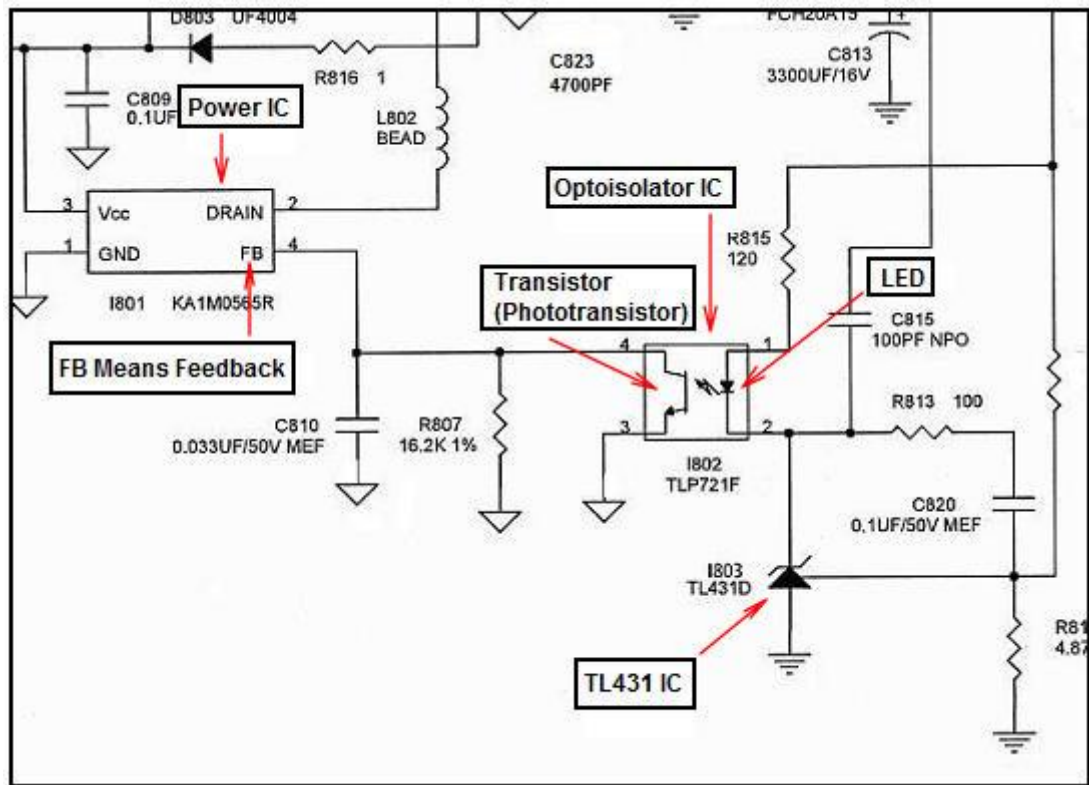 D803 UF4004
R816 1
C823
4700PF
C813
3300UF/16V
+
C809
0.1UF
Power IC
L802
BEAD
3 Vcc DRAIN 2
1 GND FB 4
I801 KA1M0565R
Optoisolator IC
R815
120
Transistor
(Phototransistor)
LED
C815
100PF NPO
FB Means Feedback
4 1
3 2
R813 100
C810
0.033UF/50V MEF
R807
16.2K 1%
I802
TLP721F
C820
0.1UF/50V MEF
I803
TL431D
TL431 IC